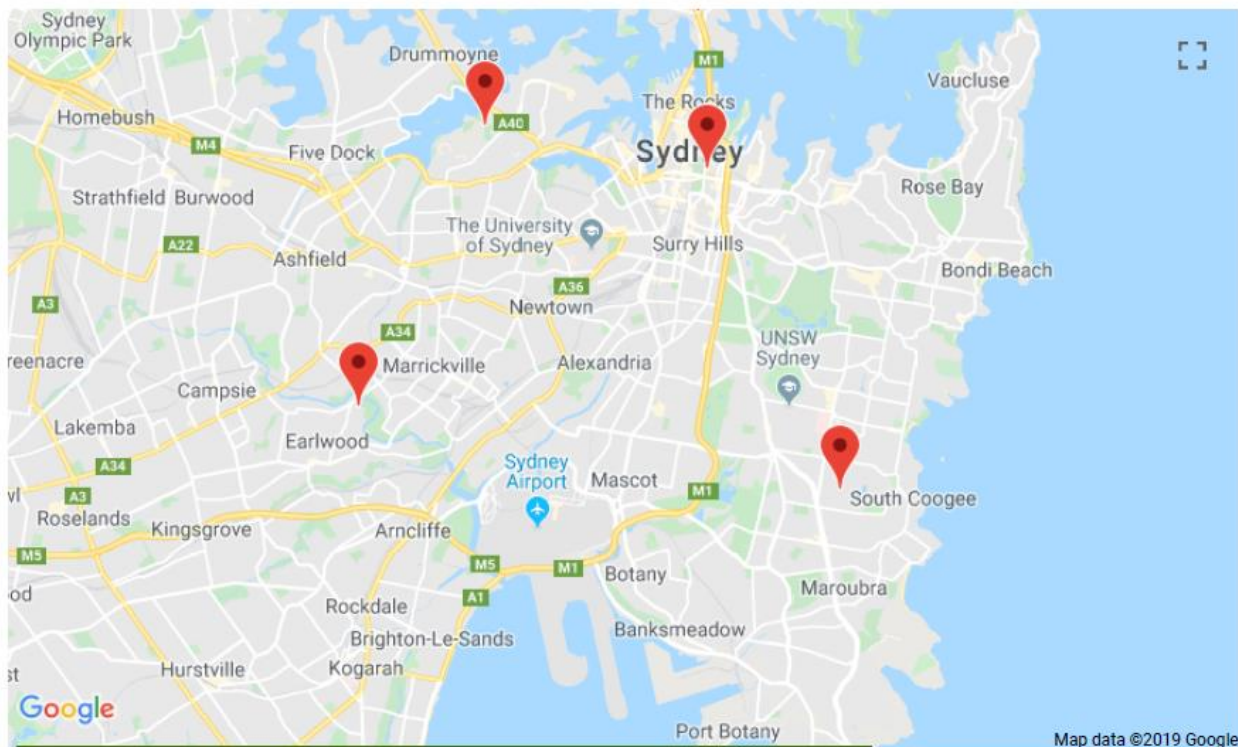 Sydney
Olympic Park
Drummoyne
M1
Vaucluse
The Rocks
Homebush
A40
M4
Five Dock
Sydney
Strathfield
Burwood
Rose Bay
The University
of Sydney
A22
Surry Hills
Ashfield
Bondi Beach
A3
A36
Newtown
A34
UNSW
Sydney
reenacre
Marrickville
Alexandria
Campsie
Lakemba
Earlwood
A34
Sydney
Airport
Mascot
wl
A3
M1
South Coogee
Roselands
Kingsgrove
Arncliffe
M5
M5
M1
Botany
Maroubra
od
A1
Rockdale
Banksmeadow
Brighton-Le-Sands
st
Hurstville
Kogarah
Google
Port Botany
Map data ©2019 Google